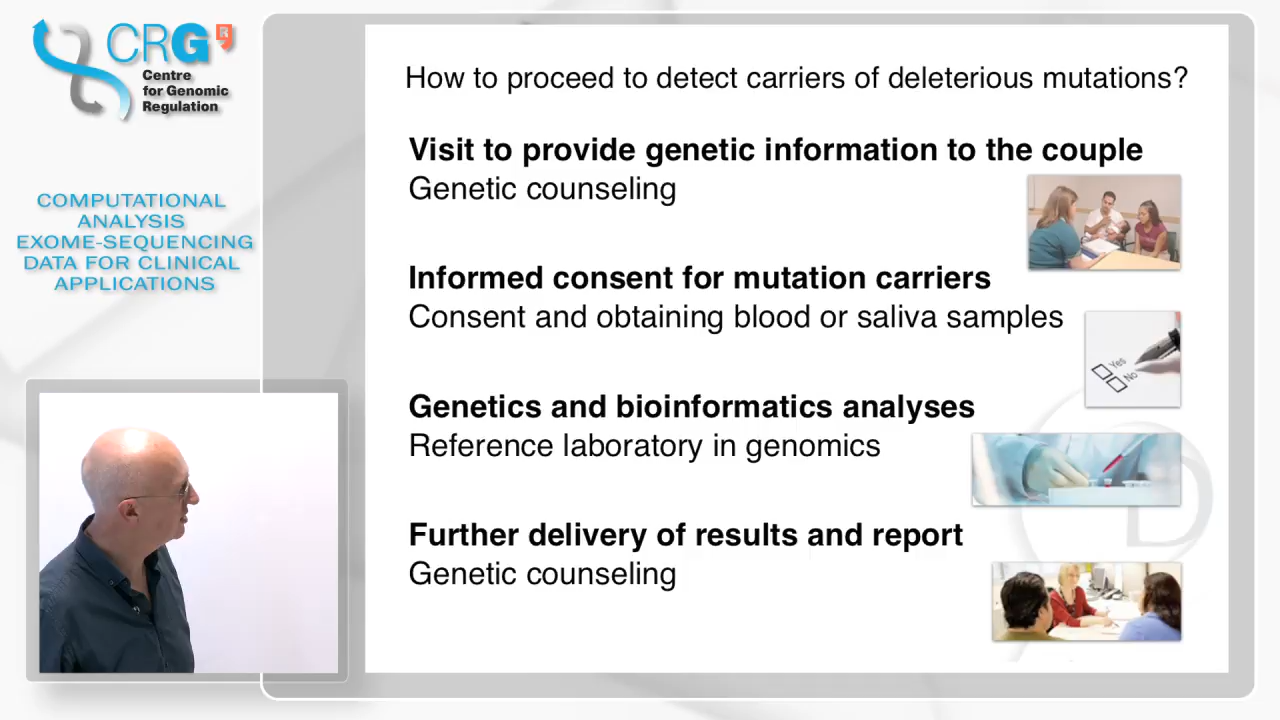 CRG
Centre
for Genomic
Regulation
COMPUTATIONAL
ANALYSIS
EXOME-SEQUENCING
DATA FOR CLINICAL
APPLICATIONS
How to proceed to detect carriers of deleterious mutations?
Visit to provide genetic information to the couple
Genetic counseling
Informed consent for mutation carriers
Consent and obtaining blood or saliva samples
Yes
No
Genetics and bioinformatics analyses
Reference laboratory in genomics
D
Further delivery of results and report
Genetic counseling